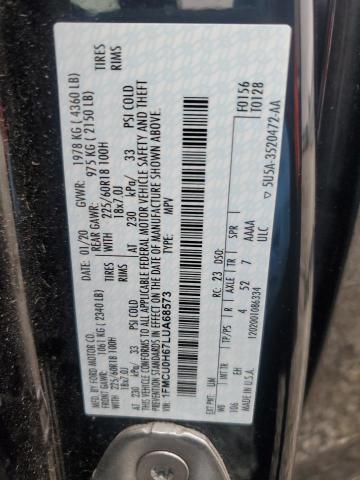 MFD. BY FORD MOTOR CO.
DATE: 01/20 GVWR: 1978 KG ( 4360 LB)
FRONT GAWR: 1061 KG ( 2340 LB) REAR GAWR: 975 KG ( 2150 LB)
WITH 225/60R18 100H TIRES 225/60R18 100H TIRES
18x7.0J RIMS 18x7.0J RIMS
AT 230 kPa/ 33 PSI COLD AT 230 kPa/ 33 PSI COLD
THIS VEHICLE CONFORMS TO ALL APPLICABLE FEDERAL MOTOR VEHICLE SAFETY AND THEFT
PREVENTION STANDARDS IN EFFECT ON THE DATE OF MANUFACTURE SHOWN ABOVE.
VIN: 1FMCU0H67LUA68573
TYPE: MPV
F0156
F0128
EXT PNT: UM RC: 23 DSO:
WB INT TR TP/PS R AXLE TR SPR
106 EH 4 52 7 AAAA
ULC
MADE IN U.S.A. 1202001086334
5U5A-3520472-AA